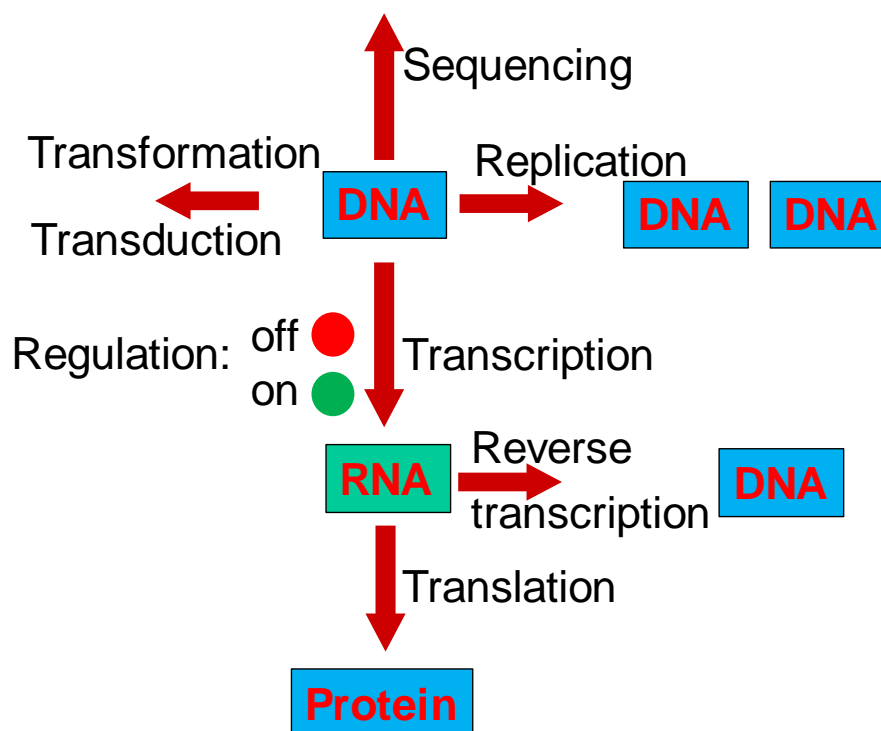 Sequencing
Transformation
Replication
DNA
DNA
DNA
Transduction
Regulation:
off
on
Transcription
RNA
Reverse
transcription
DNA
Translation
Protein